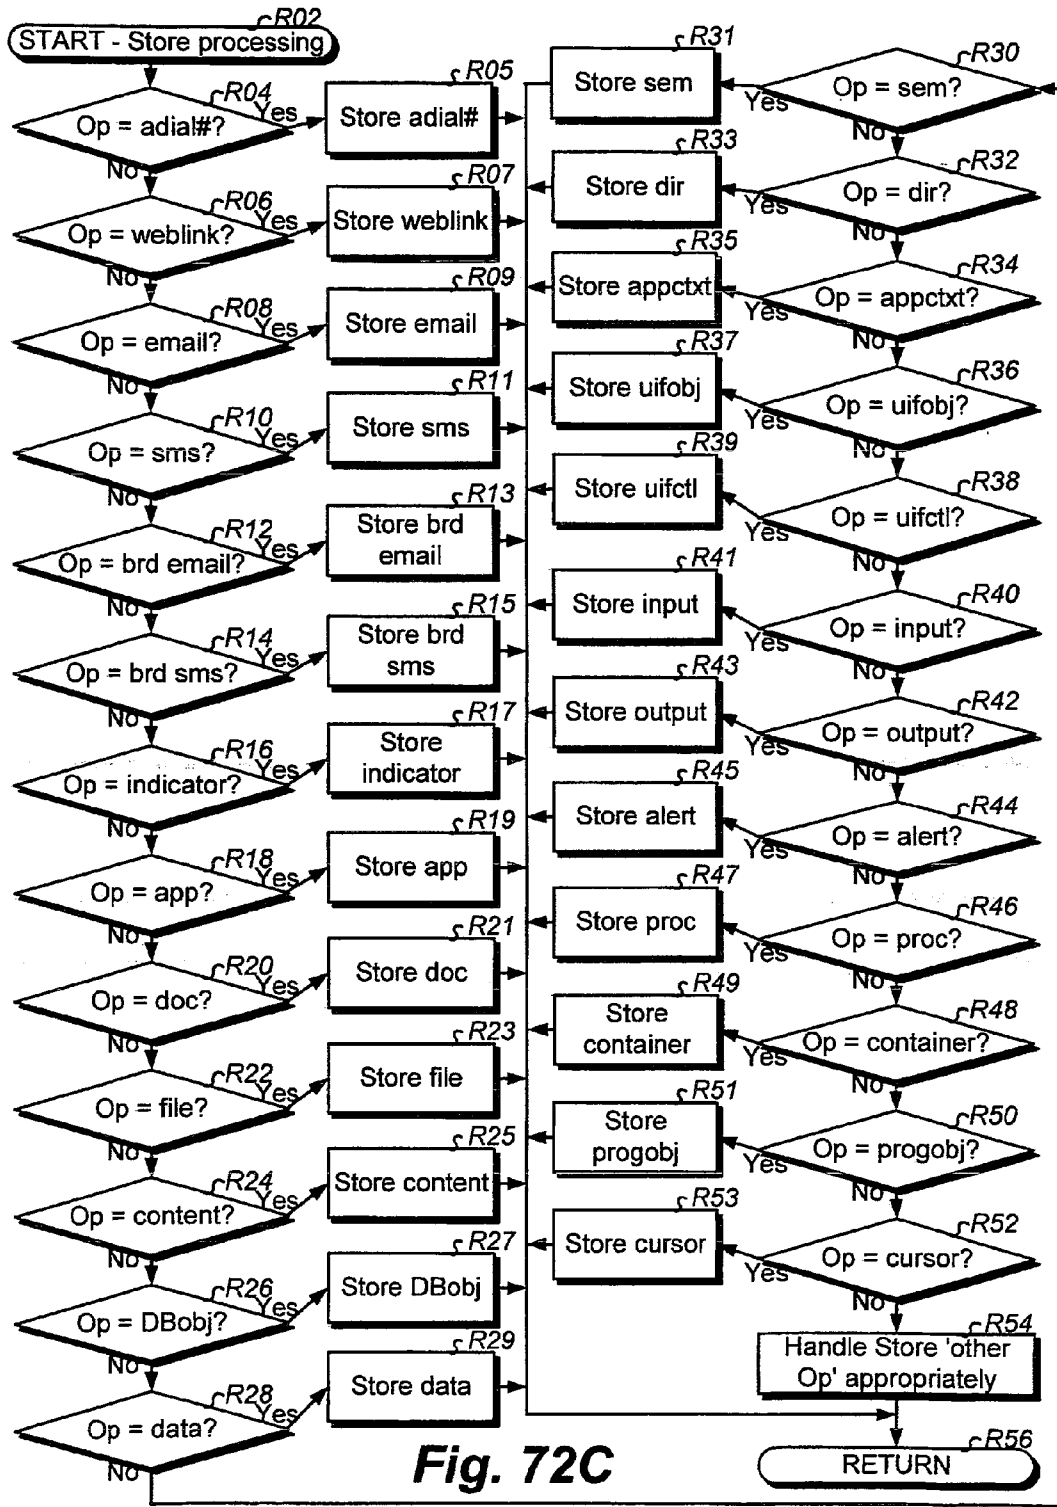 R02
START - Store processing
R04
Op = adial#?
Yes
No
R05
Store adial#
R06
Op = weblink?
Yes
No
R07
Store weblink
R08
Op = email?
Yes
No
R09
Store email
R10
Op = sms?
Yes
No
R11
Store sms
R12
Op = brd email?
Yes
No
R13
Store brd
email
R14
Op = brd sms?
Yes
No
R15
Store brd
sms
R16
Op = indicator?
Yes
No
R17
Store
indicator
R18
Op = app?
Yes
No
R19
Store app
R20
Op = doc?
Yes
No
R21
Store doc
R22
Op = file?
Yes
No
R23
Store file
R24
Op = content?
Yes
No
R25
Store content
R26
Op = DBobj?
Yes
No
R27
Store DBobj
R28
Op = data?
Yes
No
R29
Store data
R30
Op = sem?
Yes
No
R31
Store sem
R32
Op = dir?
Yes
No
R33
Store dir
R34
Op = appctxt?
Yes
No
R35
Store appctxt
R36
Op = uifobj?
Yes
No
R37
Store uifobj
R38
Op = uifctl?
Yes
No
R39
Store uifctl
R40
Op = input?
Yes
No
R41
Store input
R42
Op = output?
Yes
No
R43
Store output
R44
Op = alert?
Yes
No
R45
Store alert
R46
Op = proc?
Yes
No
R47
Store proc
R48
Op = container?
Yes
No
R49
Store
container
R50
Op = progobj?
Yes
No
R51
Store
progobj
R52
Op = cursor?
Yes
No
R53
Store cursor
R54
Handle Store 'other
Op' appropriately
R56
RETURN
Fig. 72C